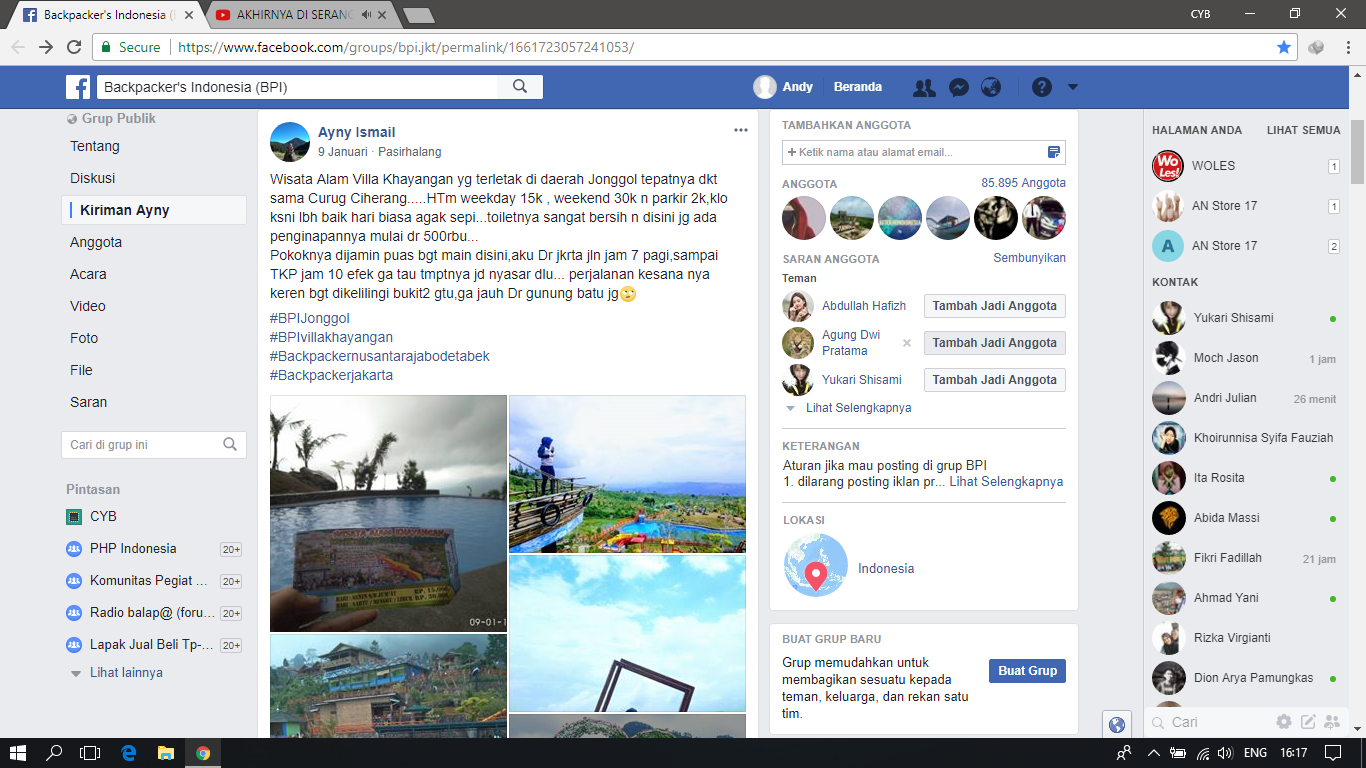 Backpacker's Indonesia (
AKHIRNYA DI SERANG
CYB
Secure
https://www.facebook.com/groups/bpi.jkt/permalink/1661723057241053/
Backpacker's Indonesia (BPI)
Andy
Beranda
Grup Publik
Tentang
Diskusi
Kiriman Ayny
Anggota
Acara
Video
Foto
File
Saran
Cari di grup ini
Pintasan
CYB
PHP Indonesia 20+
Komunitas Pegiat ... 20+
Radio balap@ (foru... 20+
Lapak Jual Beli Tp-... 20+
Lihat lainnya
Ayny Ismail
9 Januari · Pasirhalang
Wisata Alam Villa Khayangan yg terletak di daerah Jonggol tepatnya dkt
sama Curug Ciherang.....HTm weekday 15k , weekend 30k n parkir 2k,klo
ksni lbh baik hari biasa agak sepi...toiletnya sangat bersih n disini jg ada
penginapannya mulai dr 500rbu...
Pokoknya dijamin puas bgt main disini,aku Dr jkrta jln jam 7 pagi,sampai
TKP jam 10 efek ga tau tmptnya jd nyasar dlu... perjalanan kesana nya
keren bgt dikelilingi bukit2 gtu,ga jauh Dr gunung batu jg🙄
#BPIJonggol
#BPIvillakhayangan
#Backpackernusantarajabodetabek
#Backpackerjakarta
WISATA ALAM KHAYANGAN
09-01-1
TAMBAHKAN ANGGOTA
+ Ketik nama atau alamat email...
ANGGOTA
85.895 Anggota
SARAN ANGGOTA
Sembunyikan
Teman
Abdullah Hafizh
Tambah Jadi Anggota
Agung Dwi
Pratama
Tambah Jadi Anggota
Yukari Shisami
Tambah Jadi Anggota
Lihat Selengkapnya
KETERANGAN
Aturan jika mau posting di grup BPI
1. dilarang posting iklan pr... Lihat Selengkapnya
LOKASI
Indonesia
BUAT GRUP BARU
Grup memudahkan untuk
membagikan sesuatu kepada
teman, keluarga, dan rekan satu
tim.
Buat Grup
HALAMAN ANDA
LIHAT SEMUA
Wo Les!
WOLES 1
AN Store 17 1
A
AN Store 17 2
KONTAK
Yukari Shisami
Moch Jason 1 jam
Andri Julian 26 menit
Khoirunnisa Syifa Fauziah
Ita Rosita
Abida Massi
Fikri Fadillah 21 jam
Ahmad Yani
Rizka Virgianti
Dion Arya Pamungkas
Cari
ENG
16:17